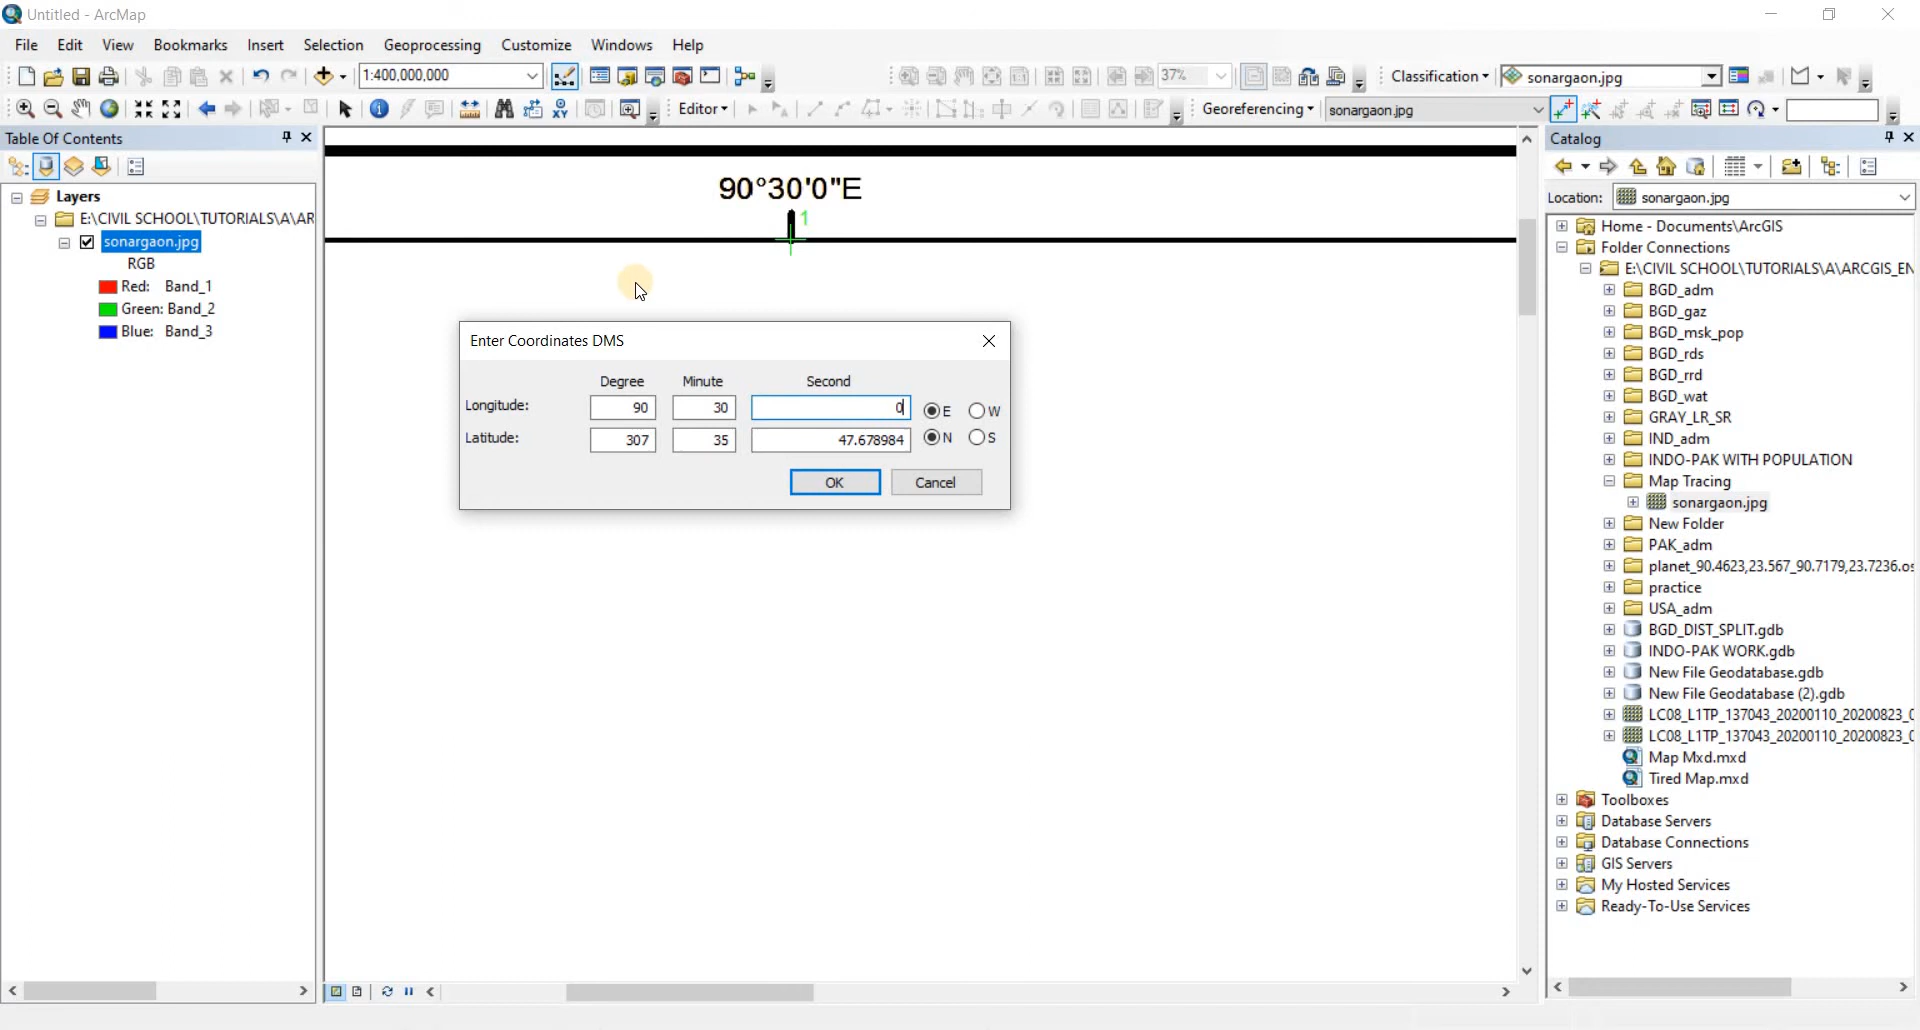 Untitled - ArcMap
File Edit View Bookmarks Insert Selection Geoprocessing Customize Windows Help
1:400,000,000 37% Classification sonargaon.jpg
Editor Georeferencing sonargaon.jpg
Table Of Contents
Layers
E:\CIVIL SCHOOL\TUTORIALS\A\AR
sonargaon.jpg
RGB
Red: Band_1
Green: Band_2
Blue: Band_3
90°30'0"E
1
Enter Coordinates DMS
Degree Minute Second
Longitude: 90 30 0 E W
Latitude: 307 35 47.678984 N S
OK Cancel
Catalog
Location: sonargaon.jpg
Home - Documents\ArcGIS
Folder Connections
E:\CIVIL SCHOOL\TUTORIALS\A\ARCGIS_EN
BGD_adm
BGD_gaz
BGD_msk_pop
BGD_rds
BGD_rrd
BGD_wat
GRAY_LR_SR
IND_adm
INDO-PAK WITH POPULATION
Map Tracing
sonargaon.jpg
New Folder
PAK_adm
planet_90.4623,23.567_90.7179,23.7236.os
practice
USA_adm
BGD_DIST_SPLIT.gdb
INDO-PAK WORK.gdb
New File Geodatabase.gdb
New File Geodatabase (2).gdb
LC08_L1TP_137043_20200110_20200823_0
LC08_L1TP_137043_20200110_20200823_0
Map Mxd.mxd
Tired Map.mxd
Toolboxes
Database Servers
Database Connections
GIS Servers
My Hosted Services
Ready-To-Use Services